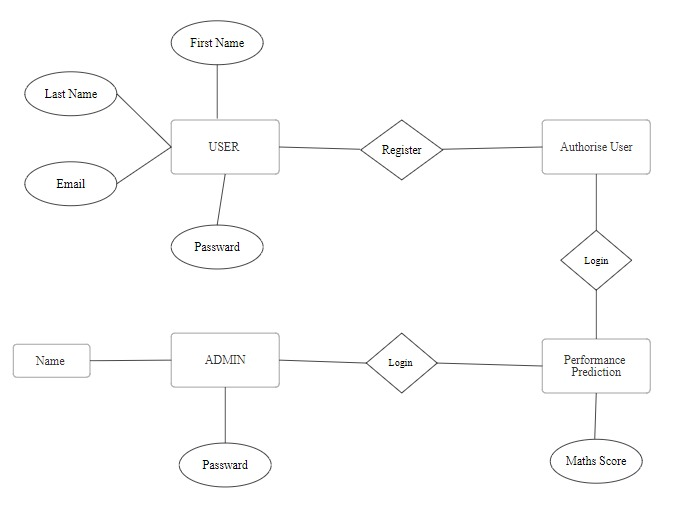 First Name
Last Name
USER
Register
Authorise User
Email
Passward
Login
Name
ADMIN
Login
Performance
Prediction
Passward
Maths Score